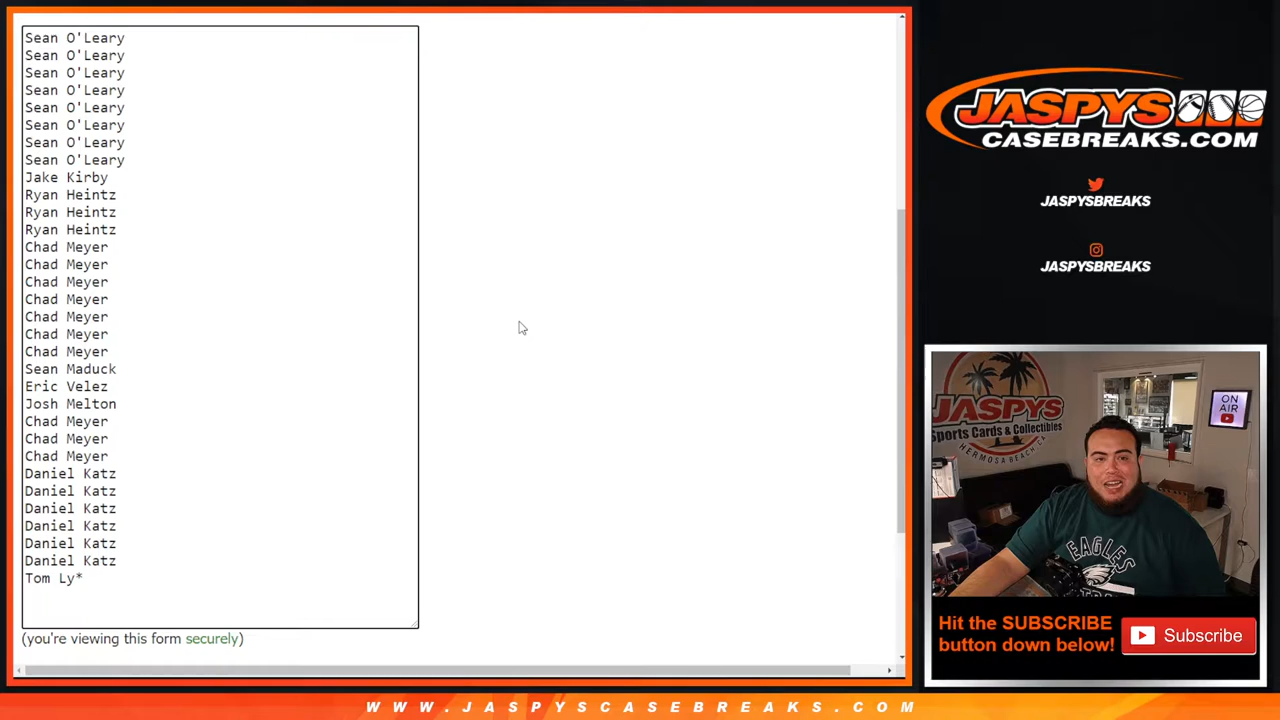 Sean O'Leary
Sean O'Leary
Sean O'Leary
Sean O'Leary
Sean O'Leary
Sean O'Leary
Sean O'Leary
Sean O'Leary
Jake Kirby
Ryan Heintz
Ryan Heintz
Ryan Heintz
Chad Meyer
Chad Meyer
Chad Meyer
Chad Meyer
Chad Meyer
Chad Meyer
Chad Meyer
Sean Maduck
Eric Velez
Josh Melton
Chad Meyer
Chad Meyer
Chad Meyer
Daniel Katz
Daniel Katz
Daniel Katz
Daniel Katz
Daniel Katz
Daniel Katz
Tom Ly*
(you're viewing this form securely)
JASPYS
CASEBREAKS.COM
JASPYSBREAKS
JASPYSBREAKS
JASPYS
Sports Cards & Collectibles
HERMOSA BEACH, CA
ON
AIR
EAGLES
Hit the SUBSCRIBE
button down below!
Subscribe
WWW.JASPYSCASEBREAKS.COM